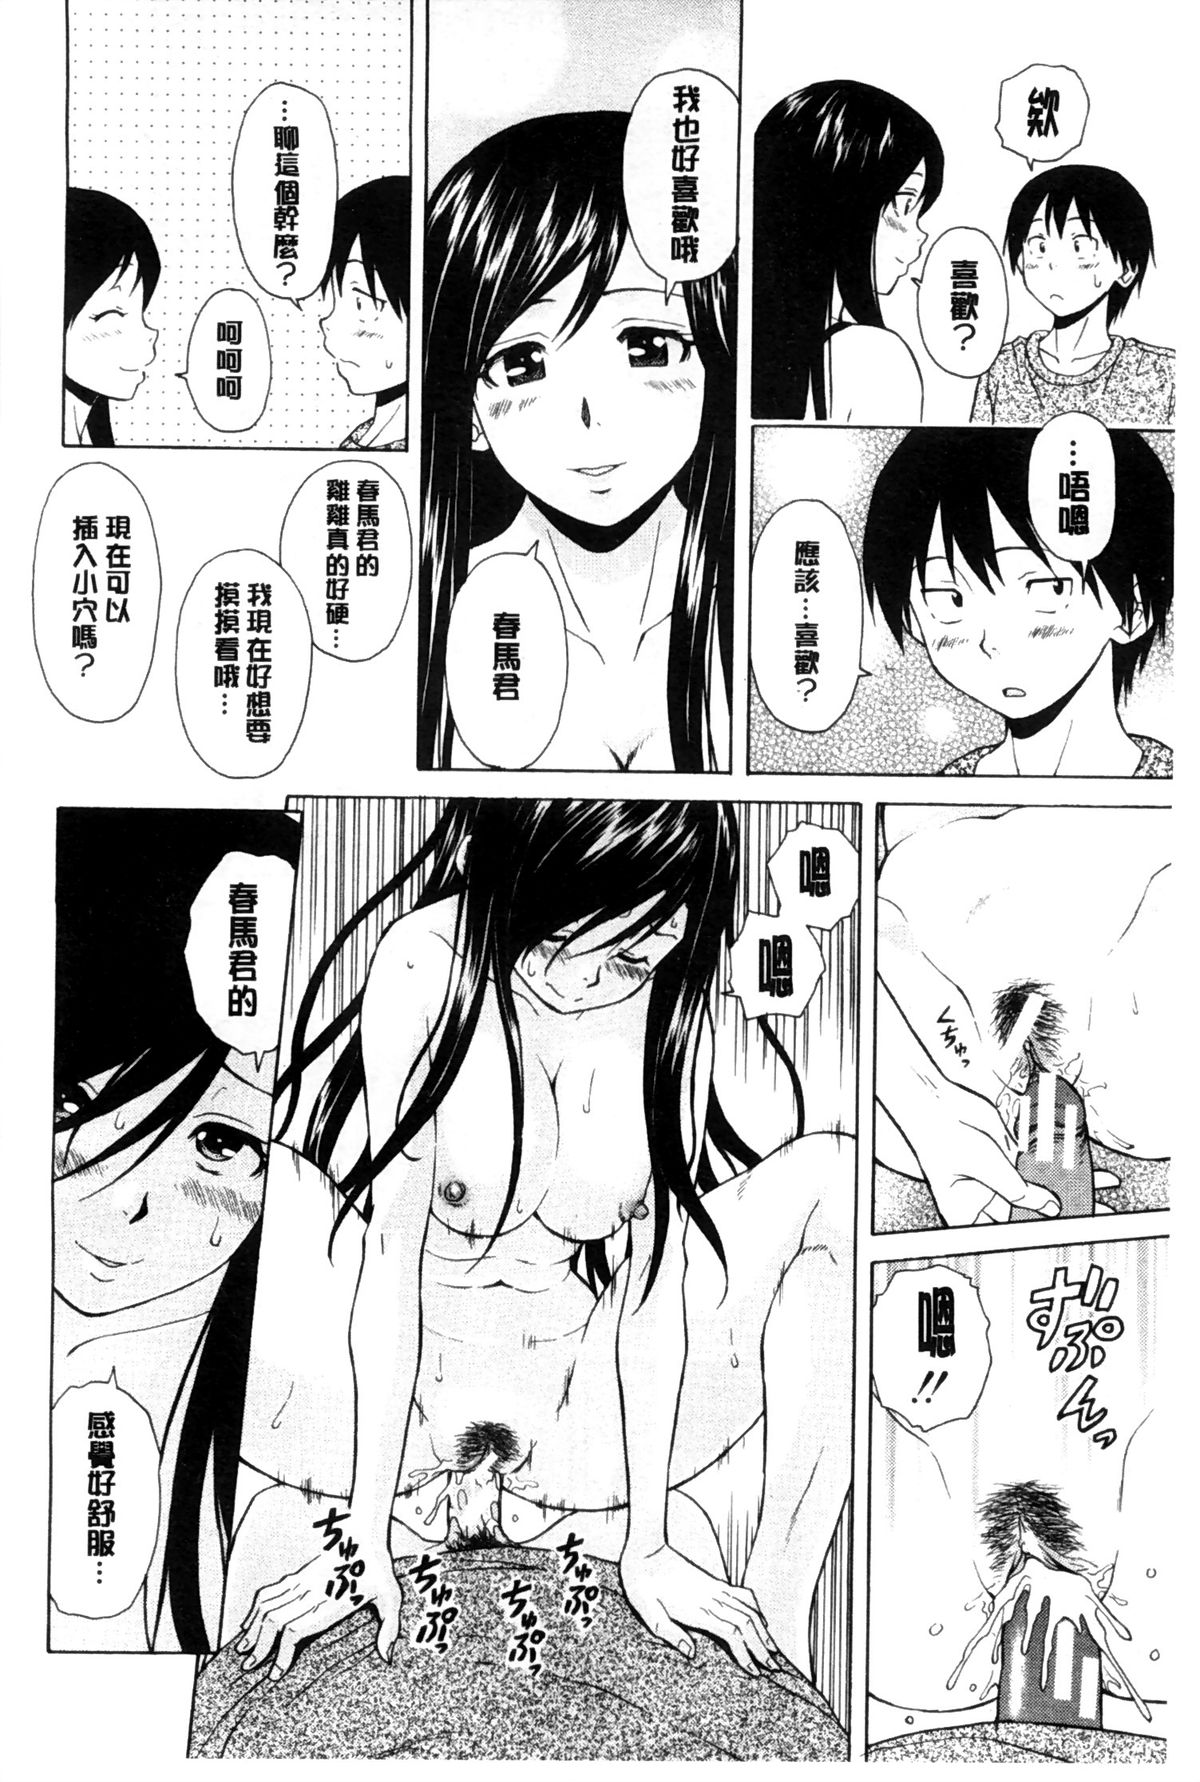 欸
喜歡？
…唔嗯
應該…喜歡？
我也好喜歡哦
春馬君
…聊這個幹麼？
呵呵呵
春馬君的
雞雞真的好硬…
我現在好想要
摸摸看哦…
現在可以
插入小穴嗎？
くちゅっ
嗯!!
ずぷんっ
嗯
嗯
ちゅぷっ
ちゅぷっ
ちゅぷっ
ちゅぷっ
春馬君的
感覺好舒服…